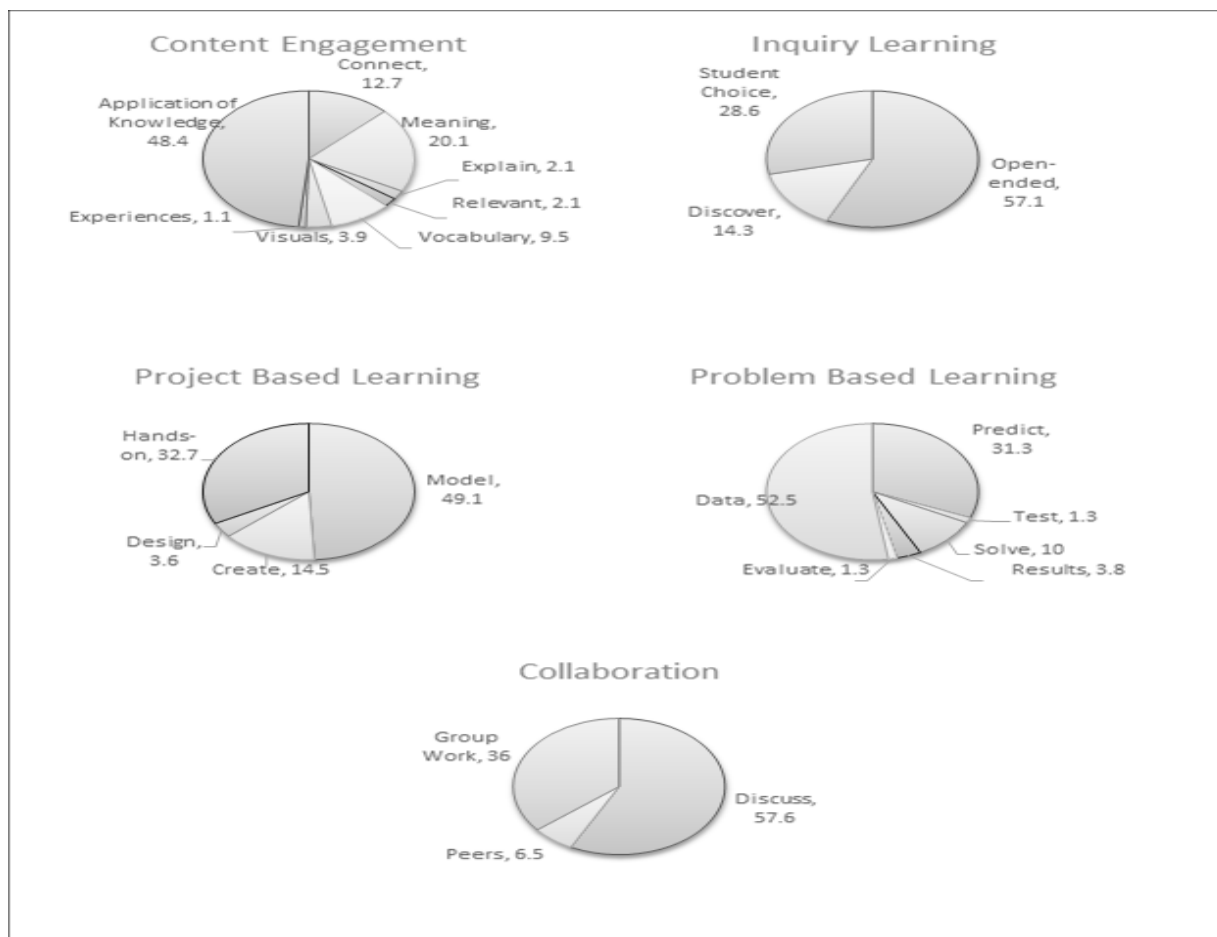 Content Engagement
Connect,
12.7
Application of
Knowledge,
48.4
Meaning,
20.1
Explain, 2.1
Relevant, 2.1
Experiences, 1.1
Visuals, 3.9
Vocabulary, 9.5
Inquiry Learning
Student
Choice,
28.6
Open-
ended,
57.1
Discover,
14.3
Project Based Learning
Hands-
on, 32.7
Model,
49.1
Design,
3.6
Create, 14.5
Problem Based Learning
Predict,
31.3
Data, 52.5
Test, 1.3
Solve, 10
Evaluate, 1.3
Results, 3.8
Collaboration
Group
Work, 36
Discuss,
57.6
Peers, 6.5